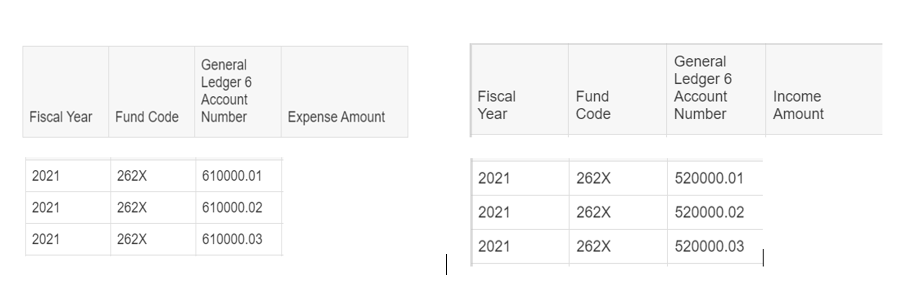 Fiscal Year Fund Code General Ledger 6 Account Number Expense Amount
2021 262X 610000.01
2021 262X 610000.02
2021 262X 610000.03
Fiscal Year Fund Code General Ledger 6 Account Number Income Amount
2021 262X 520000.01
2021 262X 520000.02
2021 262X 520000.03